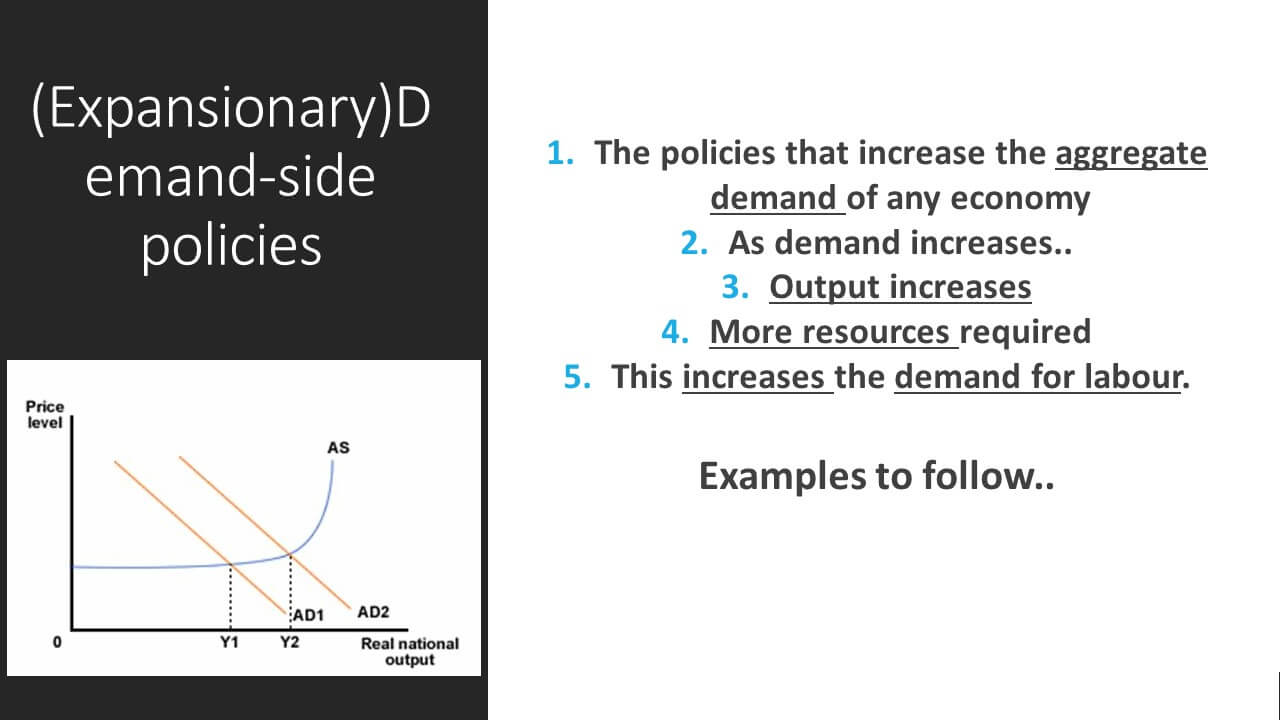 (Expansionary)D
emand-side
policies
1. The policies that increase the aggregate
demand of any economy
2. As demand increases..
3. Output increases
4. More resources required
5. This increases the demand for labour.
Examples to follow..
Price
level
AS
AD1
AD2
0
Y1
Y2
Real national
output